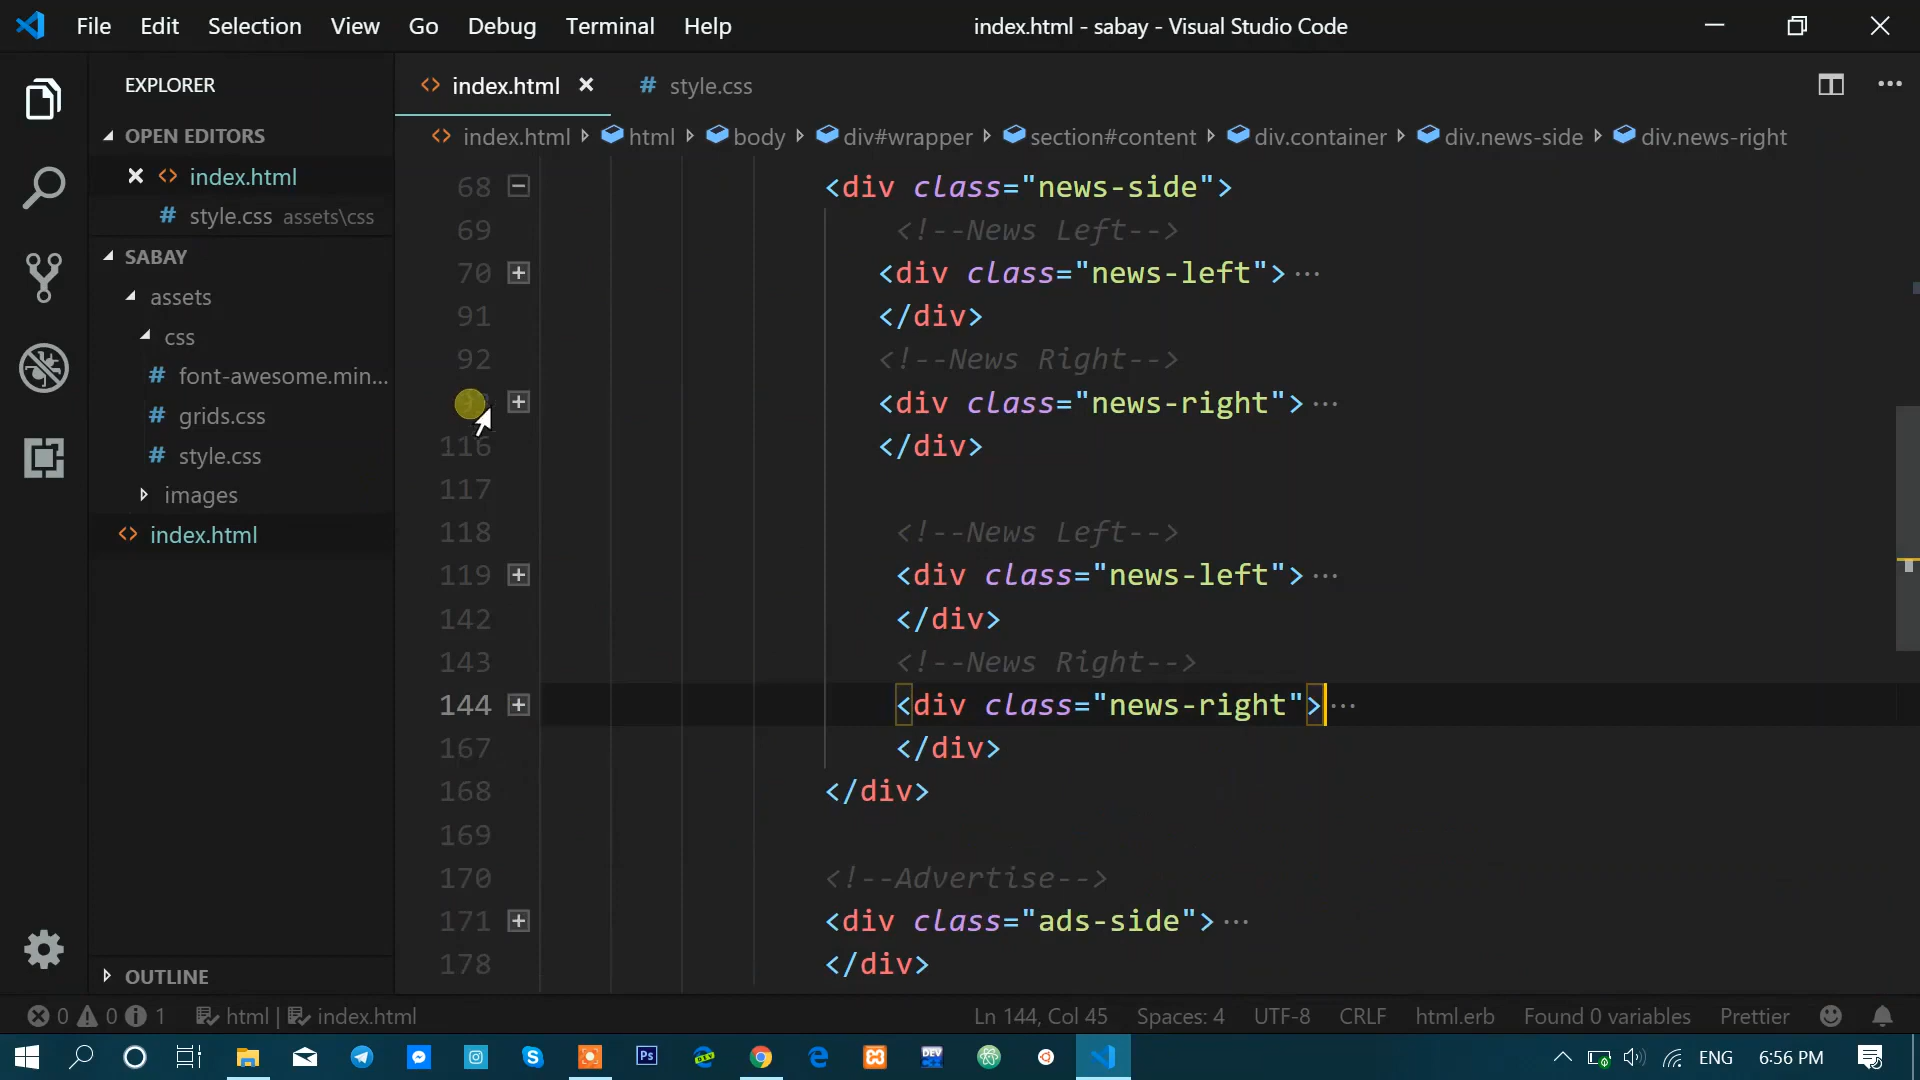 File Edit Selection View Go Debug Terminal Help index.html - sabay - Visual Studio Code
EXPLORER
OPEN EDITORS
index.html
style.css assets\css
SABAY
assets
css
font-awesome.min...
grids.css
style.css
images
index.html
OUTLINE
index.html style.css
index.html html body div#wrapper section#content div.container div.news-side div.news-right
68 <div class="news-side">
69 <!--News Left-->
70 <div class="news-left">...
91 </div>
92 <!--News Right-->
<div class="news-right">...
116 </div>
117
118 <!--News Left-->
119 <div class="news-left">...
142 </div>
143 <!--News Right-->
144 <div class="news-right">...
167 </div>
168 </div>
169
170 <!--Advertise-->
171 <div class="ads-side">...
178 </div>
0 0 1 html | index.html Ln 144, Col 45 Spaces: 4 UTF-8 CRLF html.erb Found 0 variables Prettier
Ps DEV ENG 6:56 PM